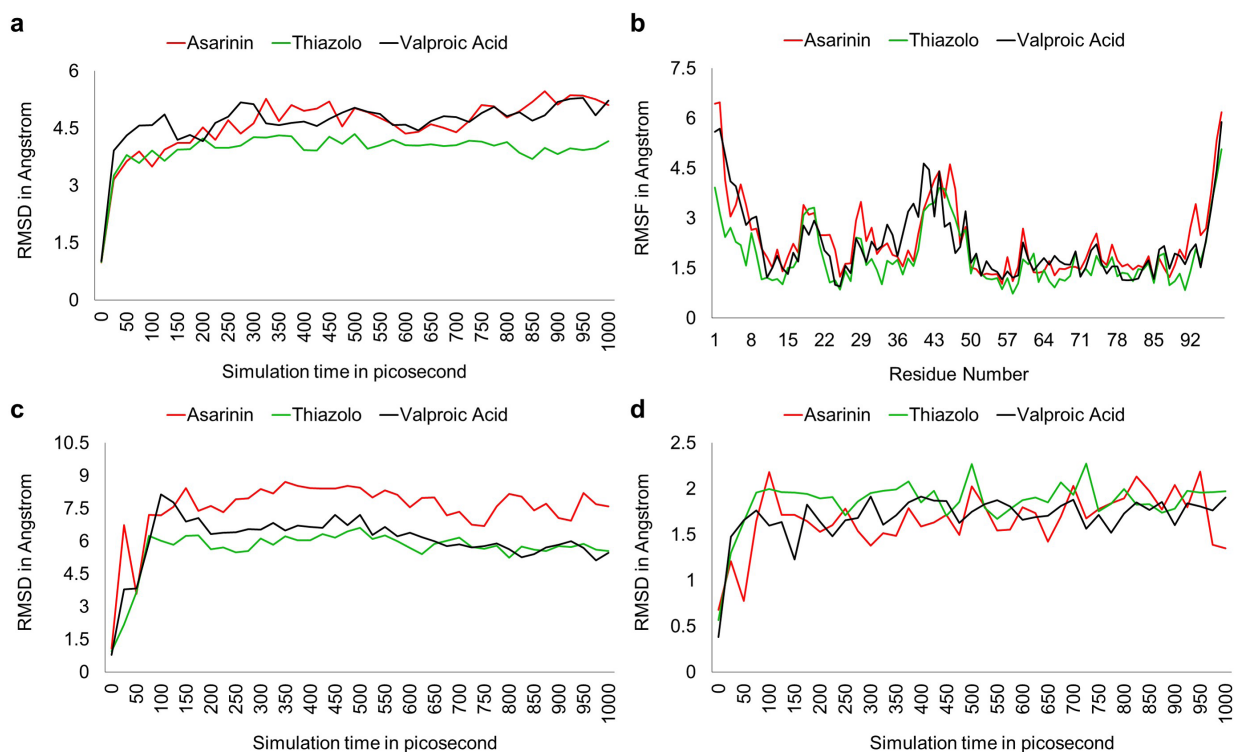 a
Asarinin Thiazolo Valproic Acid
RMSD in Angstrom
6
4.5
3
1.5
0
0 50 100 150 200 250 300 350 400 450 500 550 600 650 700 750 800 850 900 950 1000
Simulation time in picosecond
b
Asarinin Thiazolo Valproic Acid
RMSF in Angstrom
7.5
6
4.5
3
1.5
0
1 8 15 22 29 36 43 50 57 64 71 78 85 92
Residue Number
c
Asarinin Thiazolo Valproic Acid
RMSD in Angstrom
10.5
9
7.5
6
4.5
3
1.5
0
0 50 100 150 200 250 300 350 400 450 500 550 600 650 700 750 800 850 900 950 1000
Simulation time in picosecond
d
Asarinin Thiazolo Valproic Acid
RMSD in Angstrom
2.5
2
1.5
1
0.5
0
0 50 100 150 200 250 300 350 400 450 500 550 600 650 700 750 800 850 900 950 1000
Simulation time in picosecond